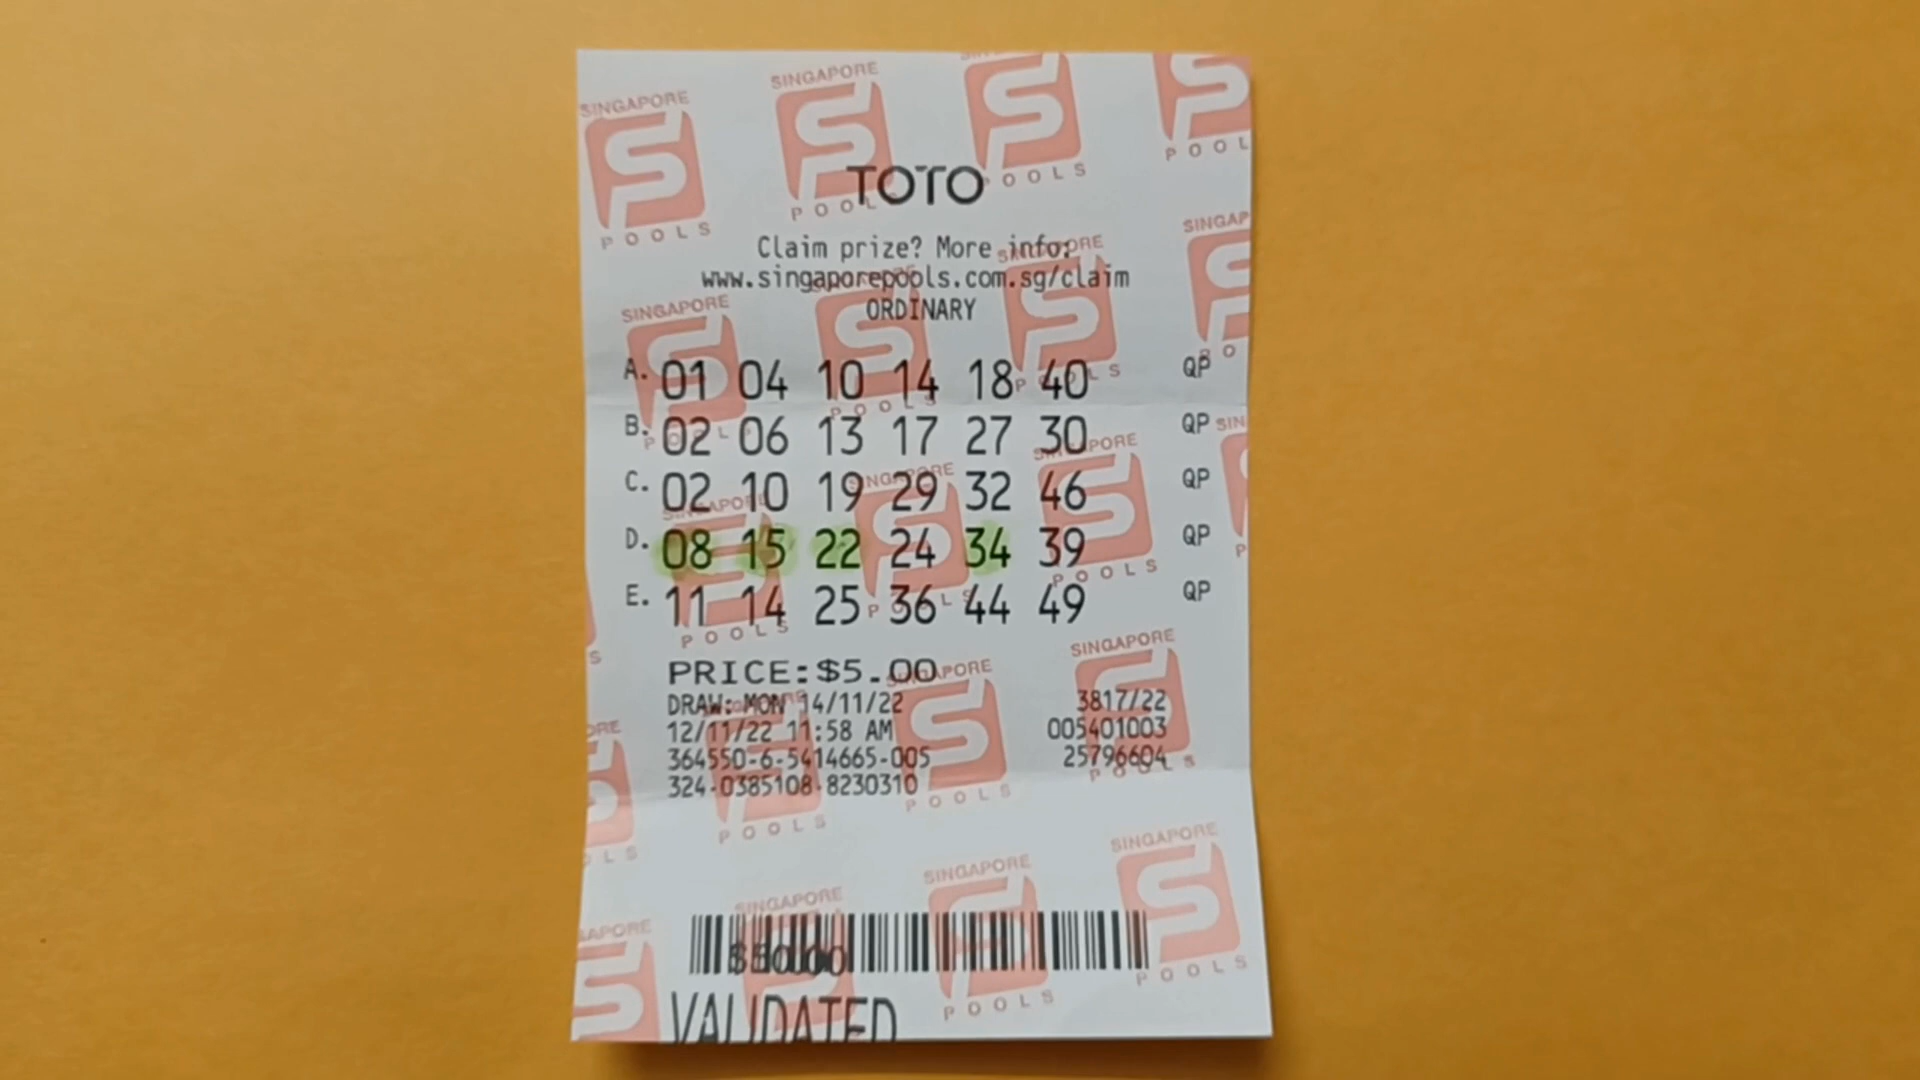 TOTO
Claim prize? More info:
www.singaporepools.com.sg/claim
ORDINARY
A. 01 04 10 14 18 40 QP
B. 02 06 13 17 27 30 QP
C. 02 10 19 29 32 46 QP
D. 08 15 22 24 34 39 QP
E. 11 14 25 36 44 49 QP
PRICE:$5.00
DRAW: MON 14/11/22 3817/22
12/11/22 11:58 AM 005401003
364550-6-5414665-005 25796604
324-0385108-8230310
VALIDATED
SINGAPORE POOLS